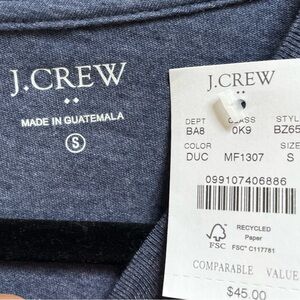 J.CREW
MADE IN GUATEMALA
S
J.CREW
DEPT CLASS STYL
BA8 0K9 BZ65
COLOR SIZE
DUC MF1307 S
099107406886
FSC
RECYCLED
Paper
FSC® C117781
COMPARABLE VALUE
$45.00